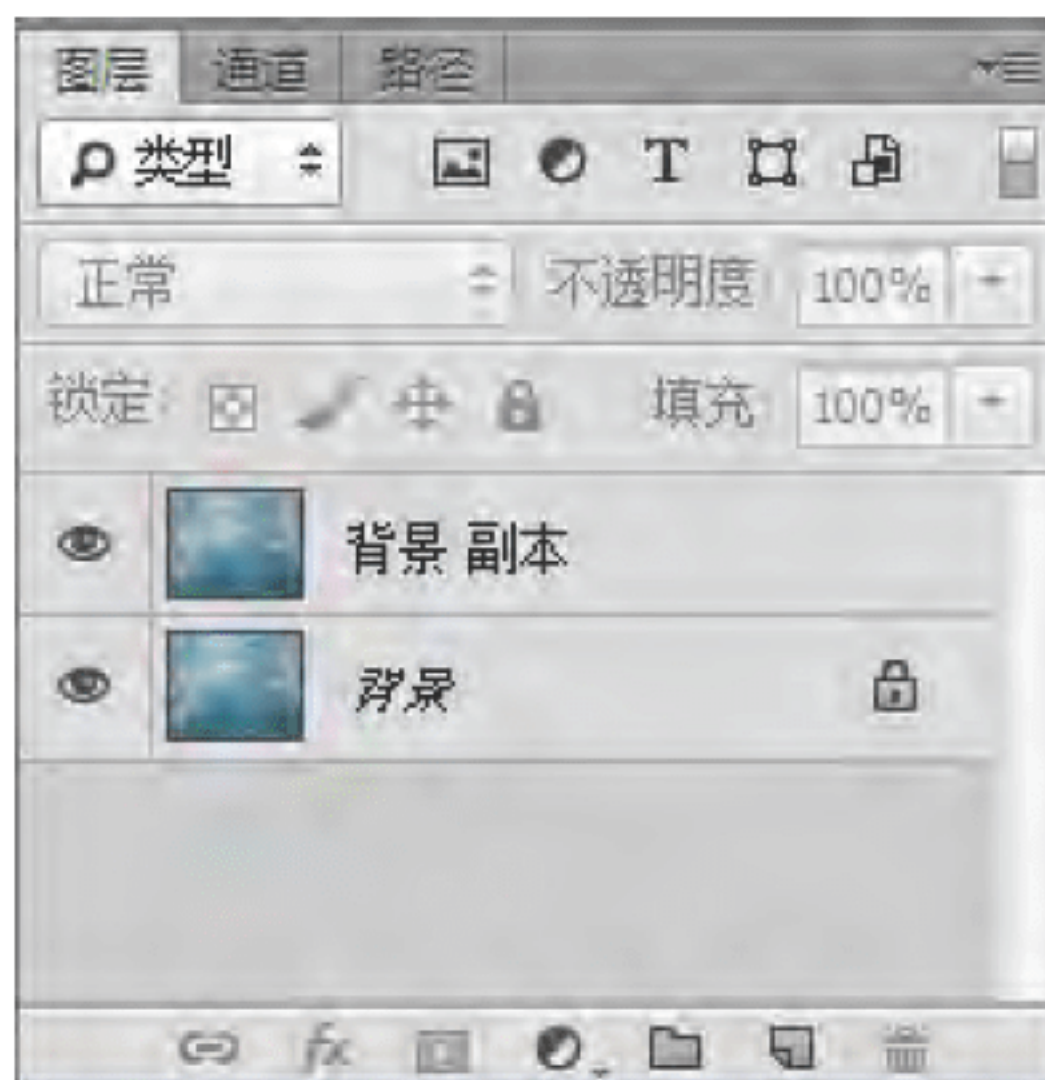 图层 通道 路径
类型 T
正常 不透明度 100%
锁定: 填充 100%
背景 副本
背景
fx